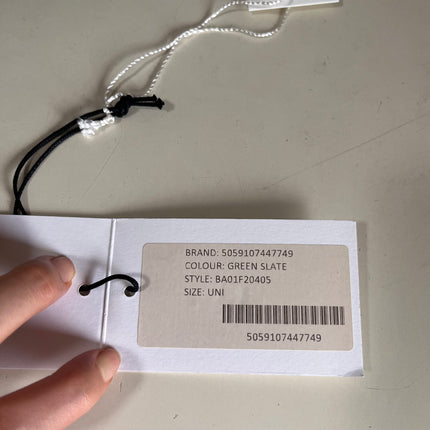 BRAND: 5059107447749
COLOUR: GREEN SLATE
STYLE: BA01F20405
SIZE: UNI
5059107447749